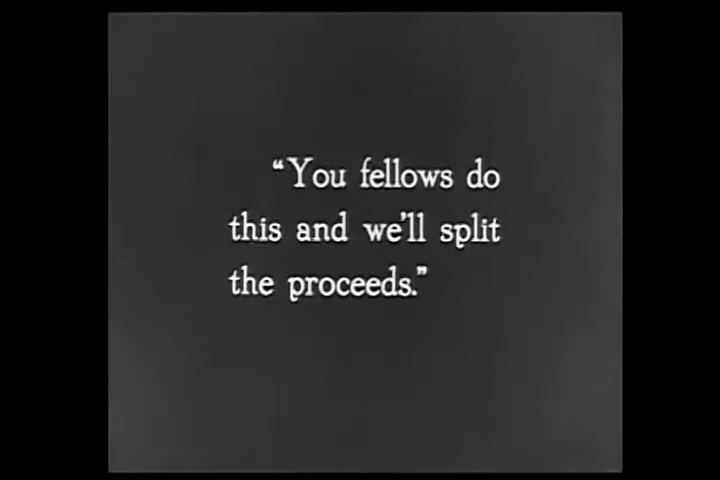 “You fellows do
this and we’ll split
the proceeds.”